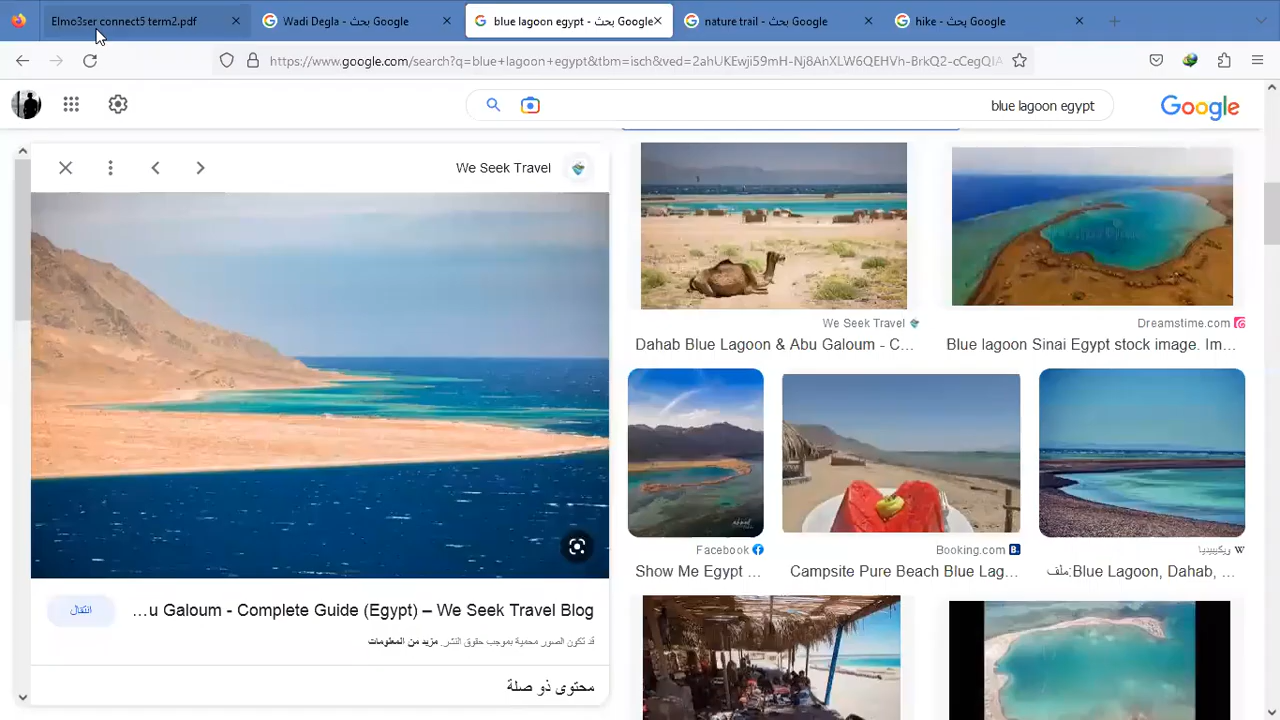 Elmo3ser connect5 term2.pdf
Wadi Degla - بحث Google
blue lagoon egypt - بحث Google
nature trail - بحث Google
hike - بحث Google
https://www.google.com/search?q=blue+lagoon+egypt&tbm=isch&ved=2ahUKEwji59mH-Nj8AhXLW6QEHVh-BrkQ2-cCegQIA
blue lagoon egypt
Google
We Seek Travel
We Seek Travel
Dahab Blue Lagoon & Abu Galoum - C...
Dreamstime.com
Blue lagoon Sinai Egypt stock image. Im...
Facebook
Show Me Egypt ...
Booking.com
Campsite Pure Beach Blue Lag...
ويكيبيديا
ملف:Blue Lagoon, Dahab, ...
...u Galoum - Complete Guide (Egypt) – We Seek Travel Blog
انتقال
قد تكون الصور محمية بموجب حقوق النشر. مزيد من المعلومات
محتوى ذو صلة